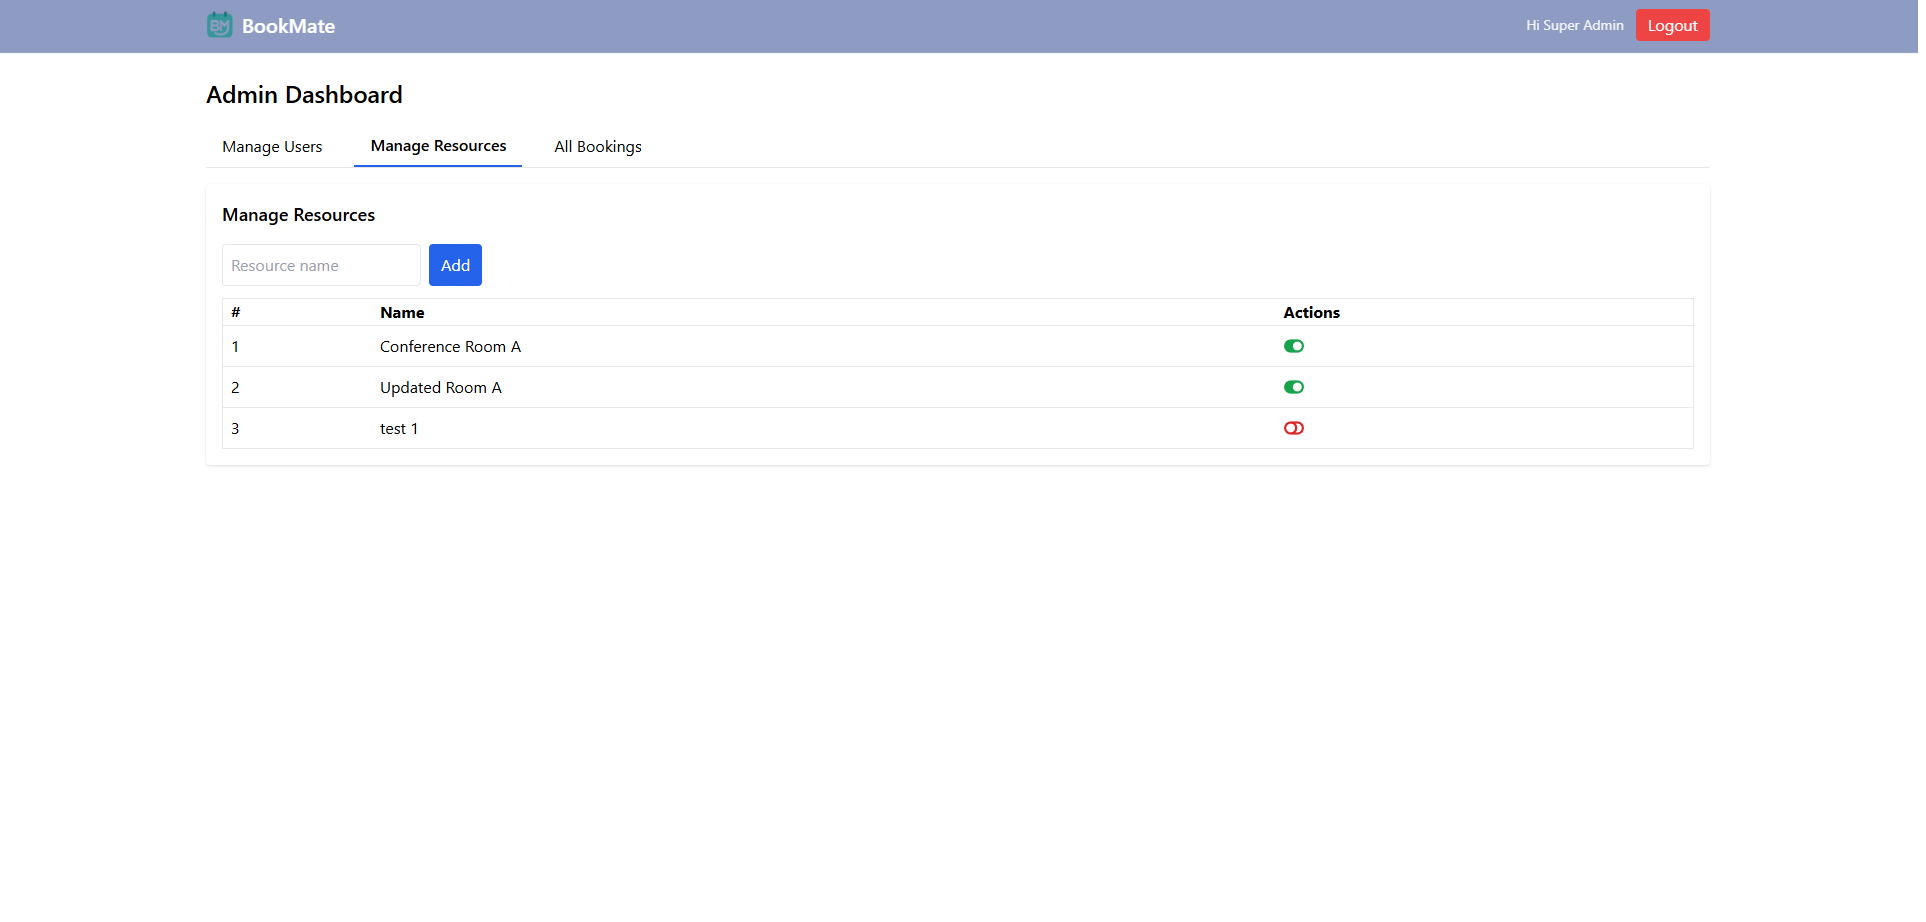 BM BookMate
Hi Super Admin Logout
Admin Dashboard
Manage Users Manage Resources All Bookings
Manage Resources
Resource name Add
# Name Actions
1 Conference Room A
2 Updated Room A
3 test 1